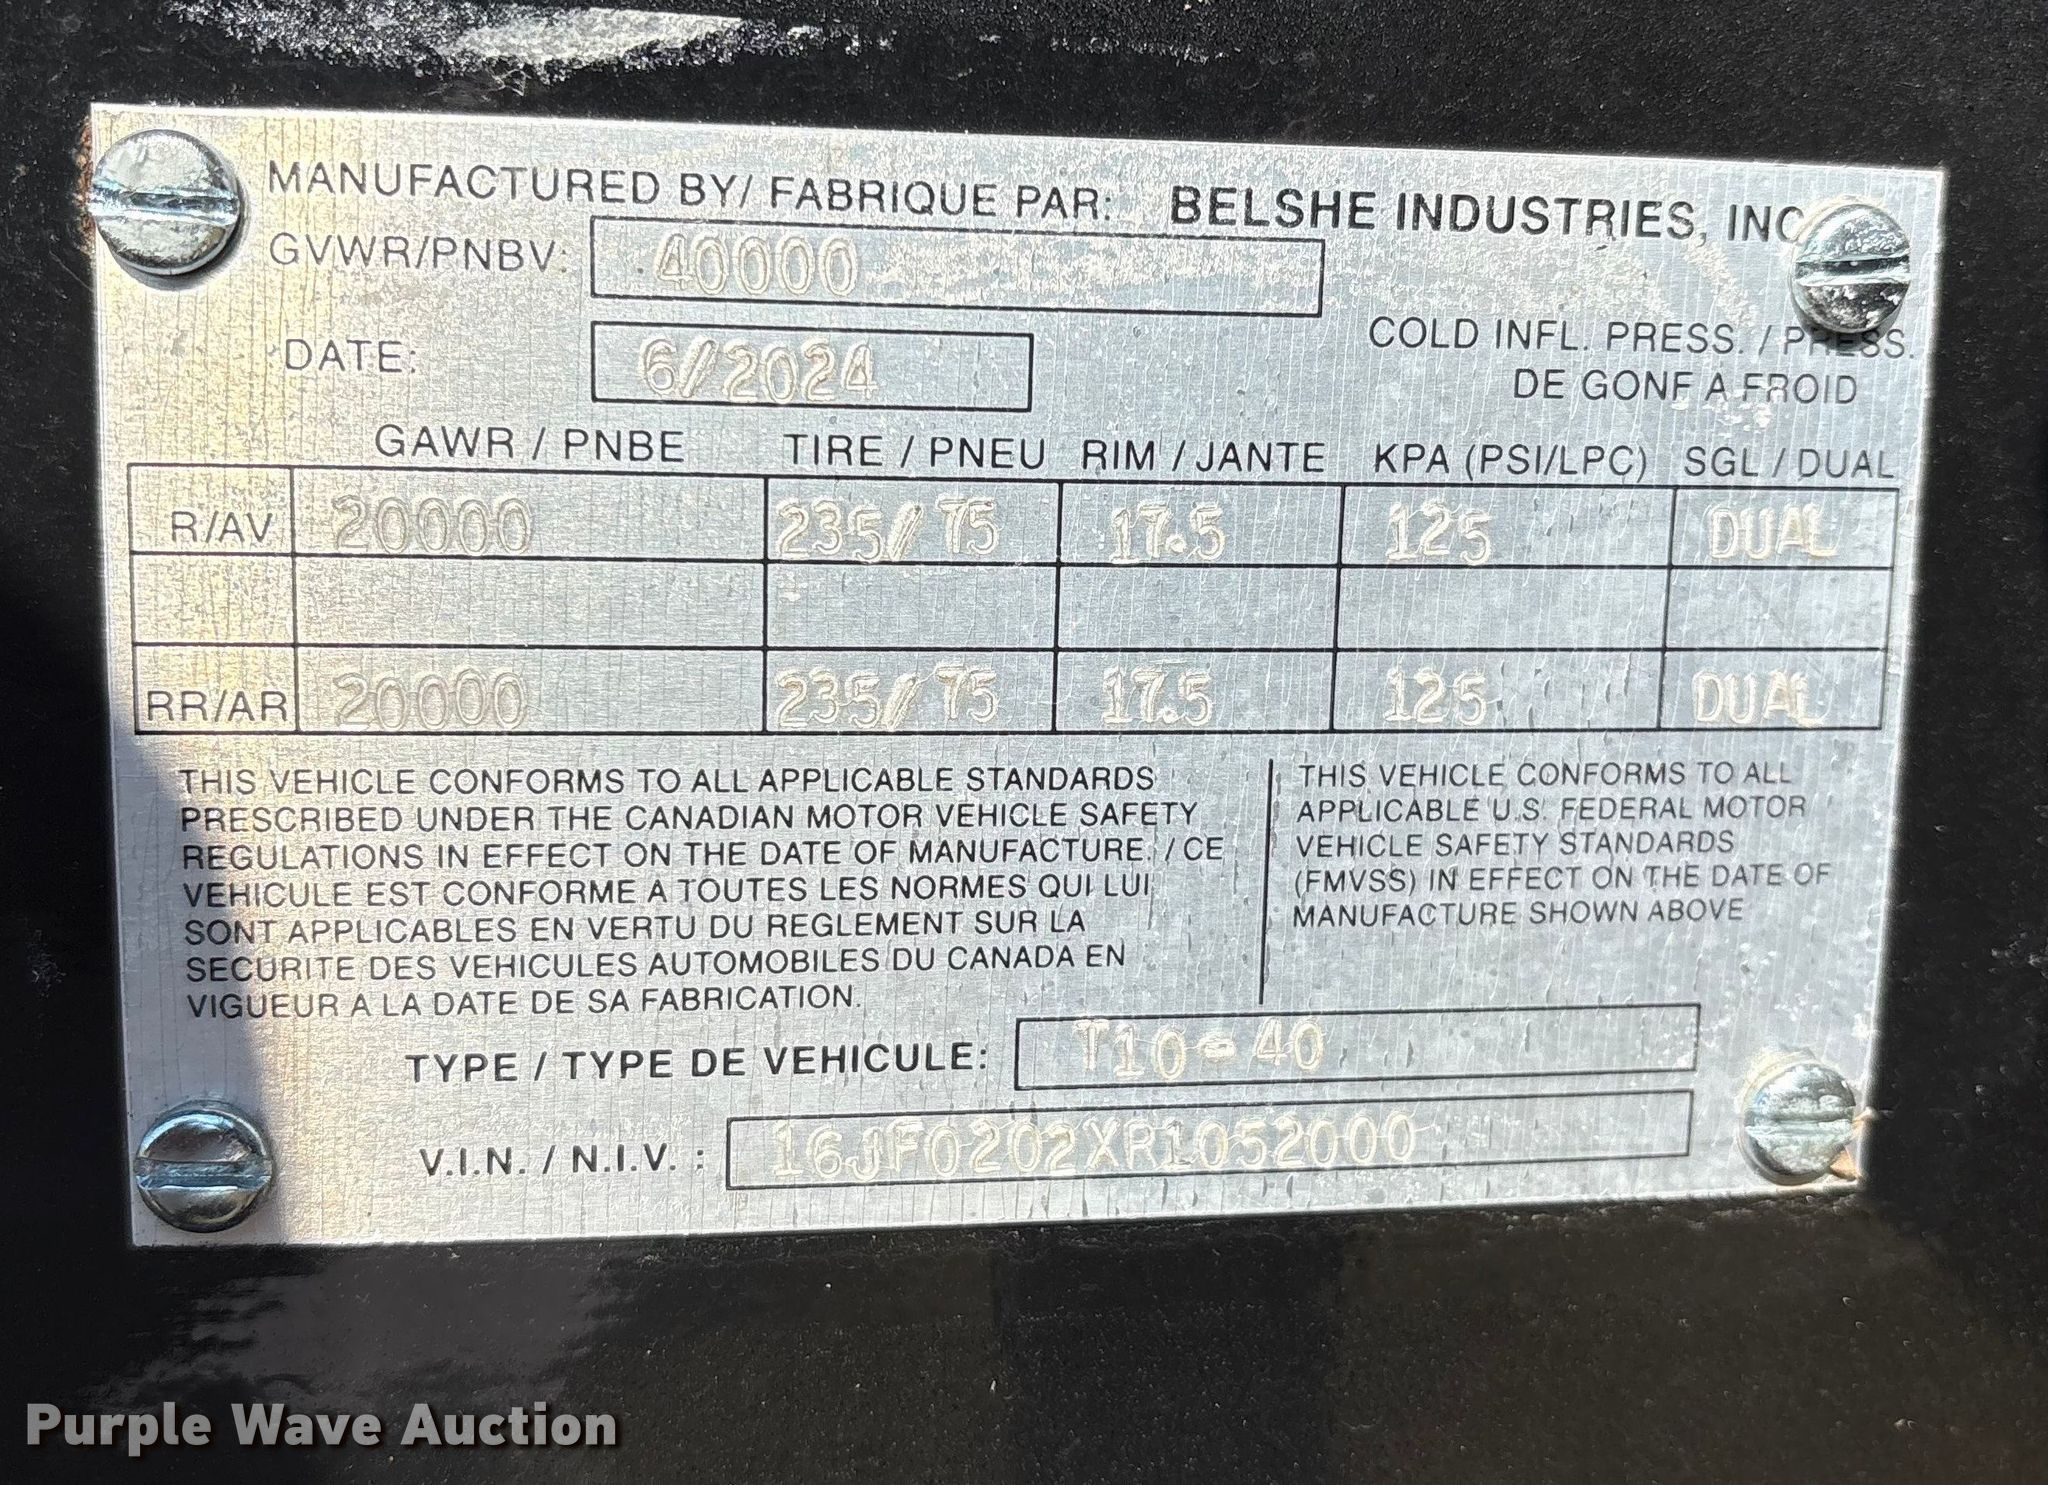 MANUFACTURED BY/ FABRIQUE PAR: BELSHE INDUSTRIES, INC
GVWR/PNBV: 40000
DATE: 6/2024
COLD INFL. PRESS. / PRESS.
DE GONF A FROID
GAWR / PNBE TIRE / PNEU RIM / JANTE KPA (PSI/LPC) SGL / DUAL
R/AV 20000 235/75 17.5 125 DUAL
RR/AR 20000 235/75 17.5 125 DUAL
THIS VEHICLE CONFORMS TO ALL APPLICABLE STANDARDS
PRESCRIBED UNDER THE CANADIAN MOTOR VEHICLE SAFETY
REGULATIONS IN EFFECT ON THE DATE OF MANUFACTURE. / CE
VEHICULE EST CONFORME A TOUTES LES NORMES QUI LUI
SONT APPLICABLES EN VERTU DU REGLEMENT SUR LA
SECURITE DES VEHICULES AUTOMOBILES DU CANADA EN
VIGUEUR A LA DATE DE SA FABRICATION.
THIS VEHICLE CONFORMS TO ALL
APPLICABLE U.S. FEDERAL MOTOR
VEHICLE SAFETY STANDARDS
(FMVSS) IN EFFECT ON THE DATE OF
MANUFACTURE SHOWN ABOVE
TYPE / TYPE DE VEHICULE: T10-40
V.I.N. / N.I.V. : 16JF0202XR1052000
Purple Wave Auction